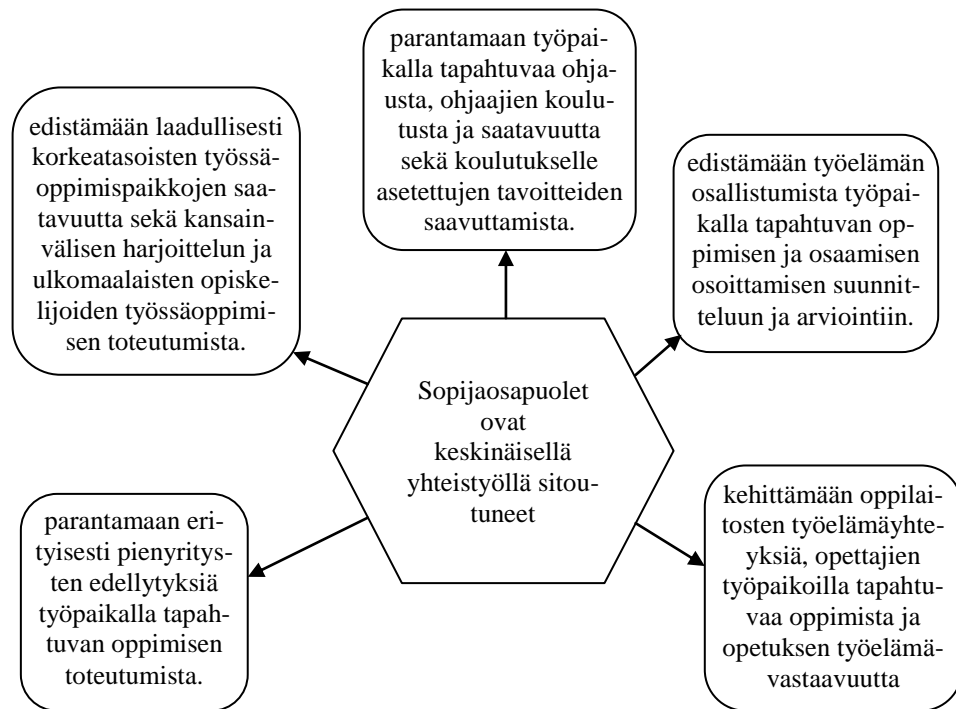 parantamaan työpai-
kalla tapahtuvaa ohja-
usta, ohjaajien koulu-
tusta ja saatavuutta
sekä koulutukselle
asetettujen tavoitteiden
saavuttamista.
edistämään laadullisesti
korkeatasoisten työssä-
oppimispaikkojen saa-
tavuutta sekä kansain-
välisen harjoittelun ja
ulkomaalaisten opiske-
lijoiden työssäoppimi-
sen toteutumista.
edistämään työelämän
osallistumista työpai-
kalla tapahtuvan op-
pimisen ja osaamisen
osoittamisen suunnit-
teluun ja arviointiin.
Sopijaosapuolet
ovat
keskinäisellä
yhteistyöllä sitou-
tuneet
parantamaan eri-
tyisesti pienyritys-
ten edellytyksiä
työpaikalla tapah-
tuvan oppimisen
toteutumista.
kehittämään oppilai-
tosten työelämäyhte-
yksiä, opettajien
työpaikoilla tapahtu-
vaa oppimista ja
opetuksen työelämä-
vastaavuutta